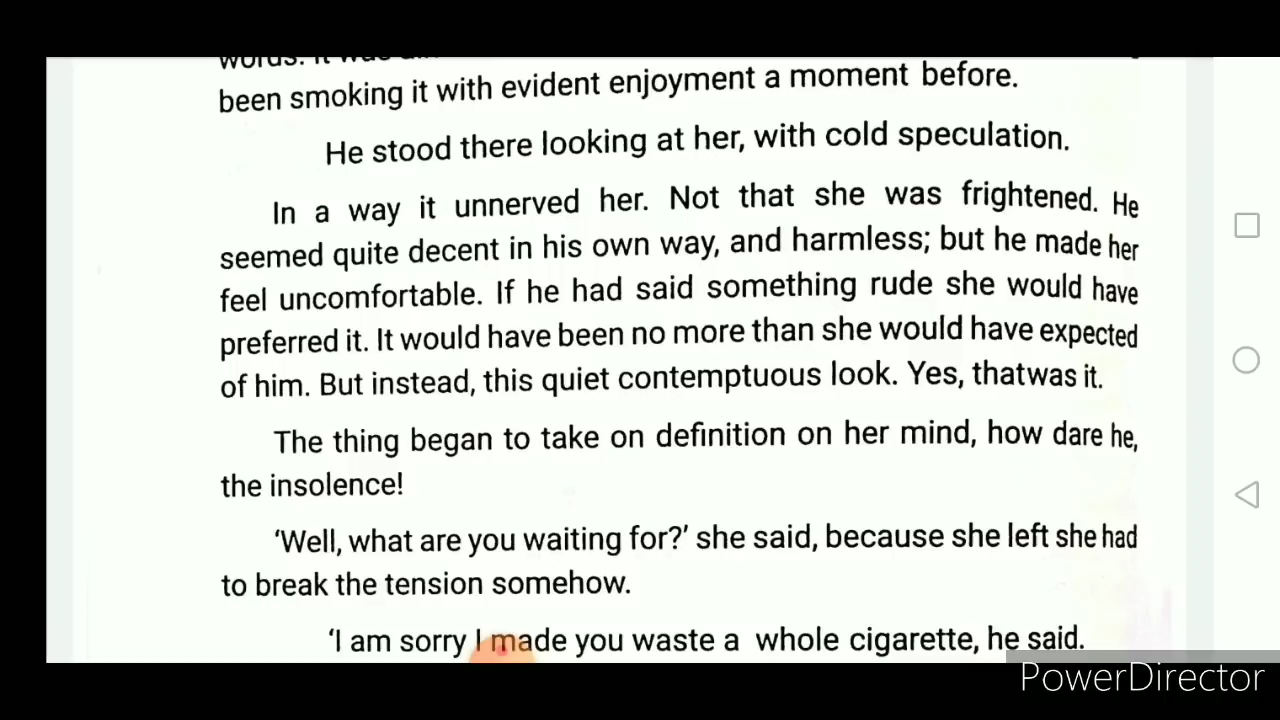 words. It was
been smoking it with evident enjoyment a moment before.
He stood there looking at her, with cold speculation.
In a way it unnerved her. Not that she was frightened. He
seemed quite decent in his own way, and harmless; but he made her
feel uncomfortable. If he had said something rude she would have
preferred it. It would have been no more than she would have expected
of him. But instead, this quiet contemptuous look. Yes, thatwas it.
The thing began to take on definition on her mind, how dare he,
the insolence!
‘Well, what are you waiting for?’ she said, because she left she had
to break the tension somehow.
‘I am sorry I made you waste a whole cigarette, he said.
PowerDirector